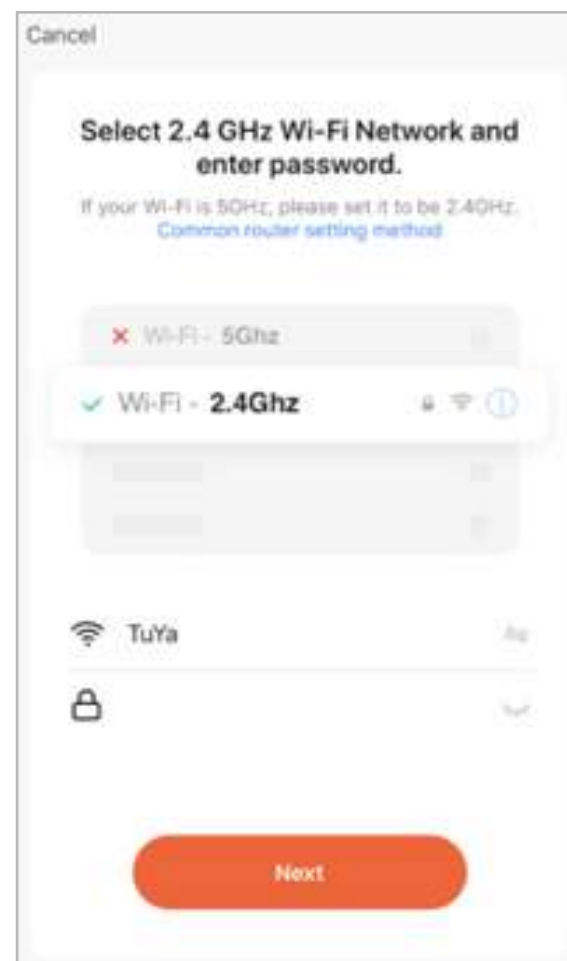 Cancel
Select 2.4 GHz Wi-Fi Network and
enter password.
If your Wi-Fi is 5GHz, please set it to be 2.4GHz.
Common router setting method
Wi-Fi - 5Ghz
Wi-Fi - 2.4Ghz
TuYa
Next